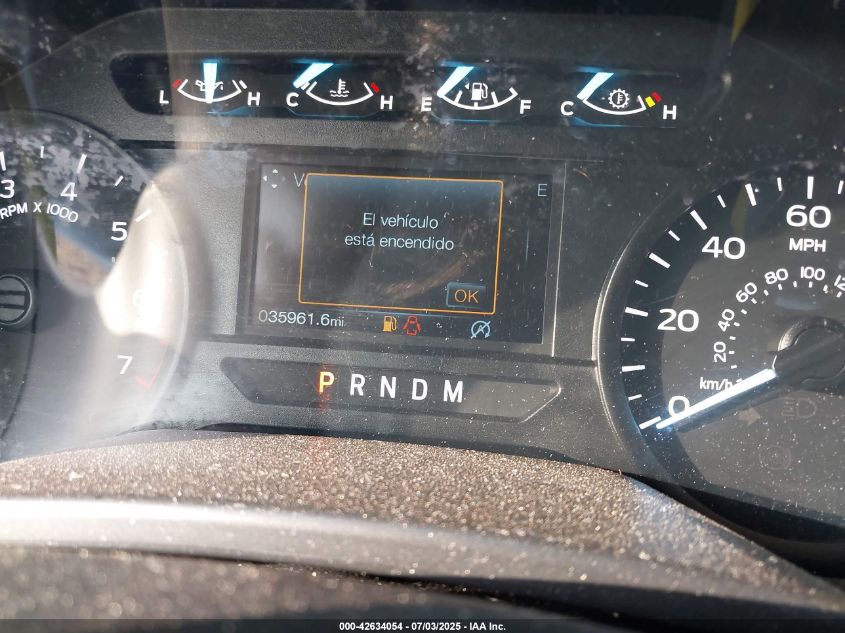 L H C H E F C H
3 4 5 6 7
RPM X 1000
E
El vehículo
está encendido
OK
035961.6mi
P R N D M
0 20 40 60
MPH
20 40 60 80 100
km/h
000-42634054 - 07/03/2025 - IAA Inc.